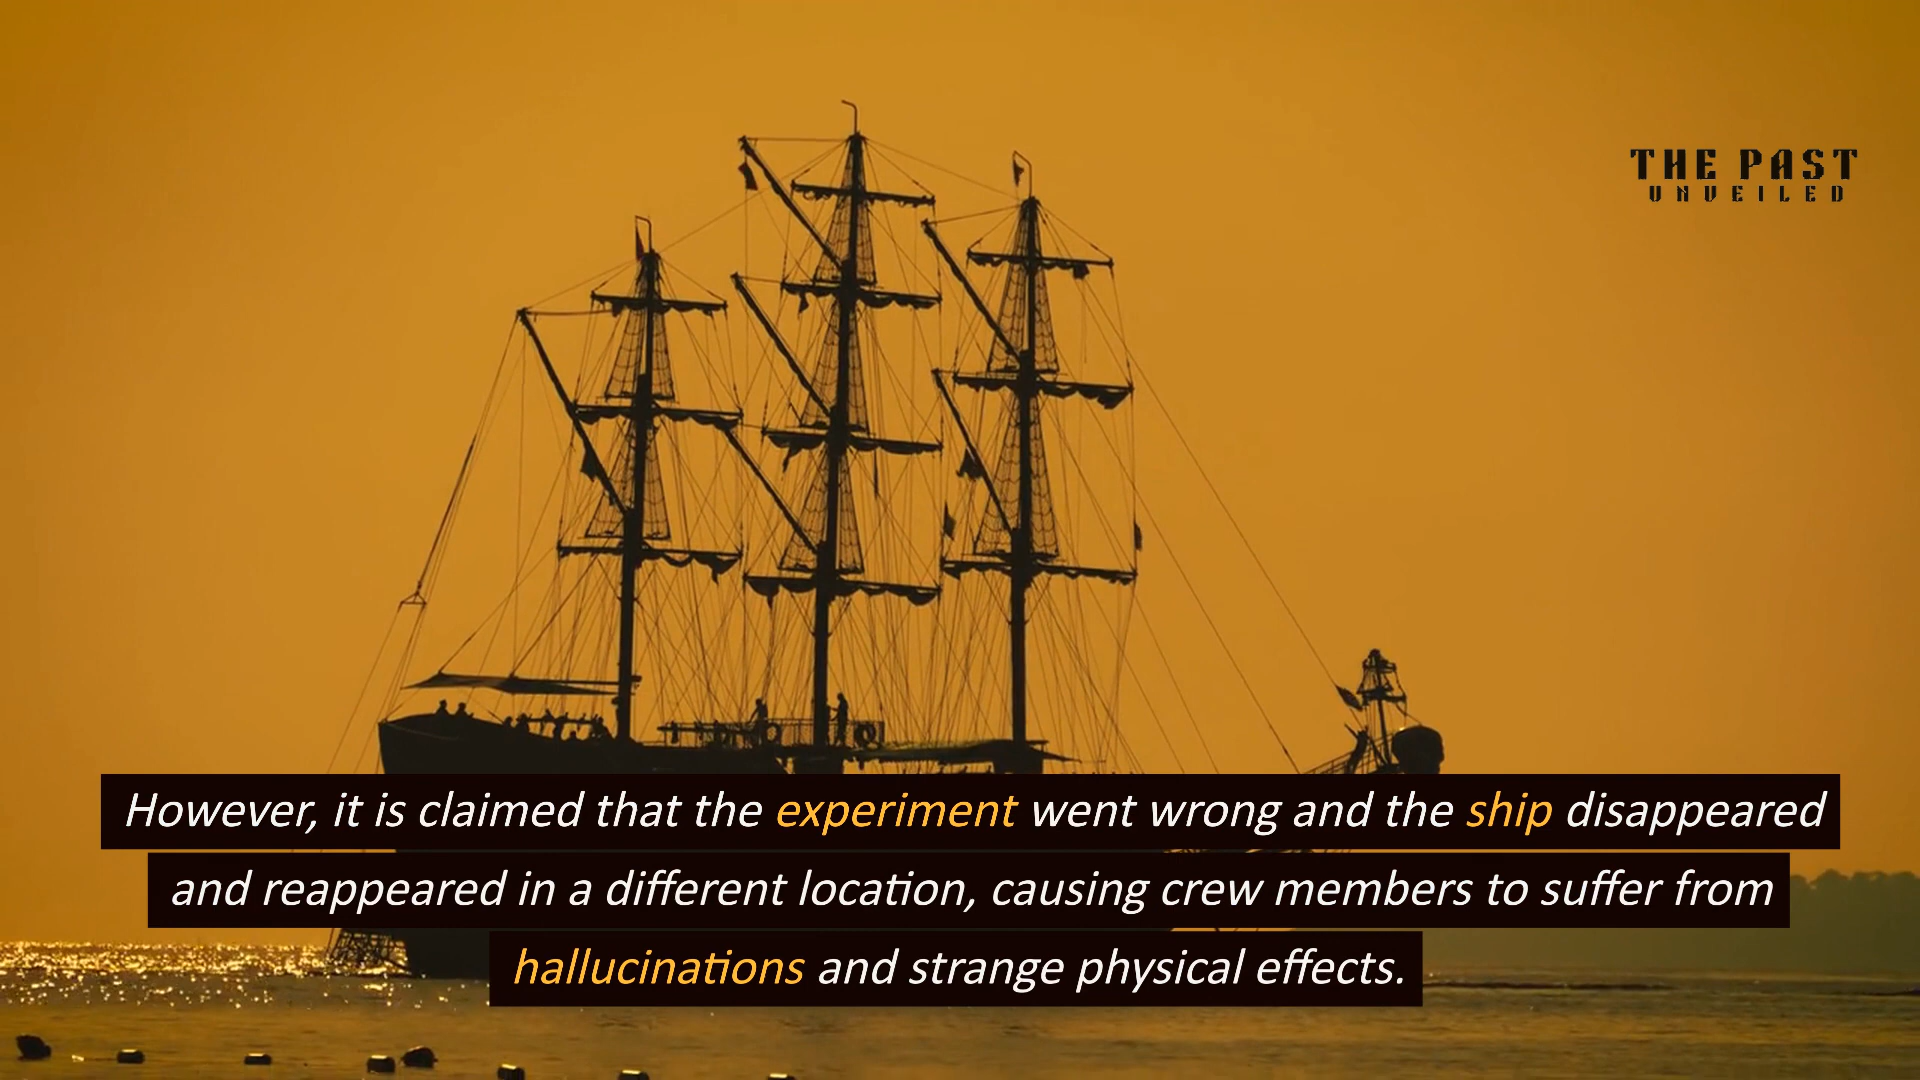 THE PAST
UNVEILED
However, it is claimed that the experiment went wrong and the ship disappeared
and reappeared in a different location, causing crew members to suffer from
hallucinations and strange physical effects.